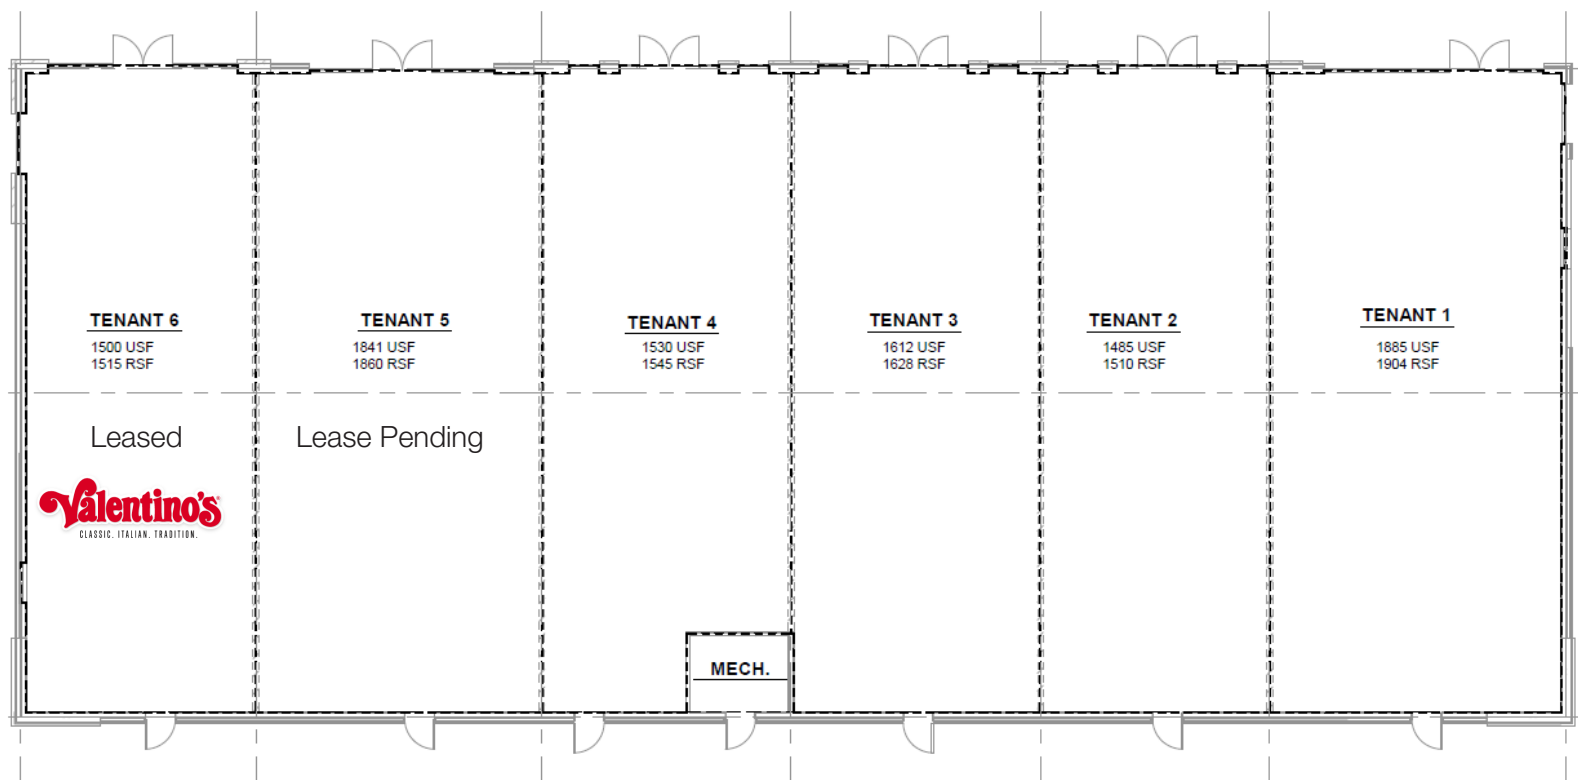 TENANT 6
1500 USF
1515 RSF
Leased
Valentino's
CLASSIC. ITALIAN. TRADITION.
TENANT 5
1841 USF
1860 RSF
Lease Pending
TENANT 4
1530 USF
1545 RSF
MECH.
TENANT 3
1612 USF
1628 RSF
TENANT 2
1485 USF
1510 RSF
TENANT 1
1885 USF
1904 RSF